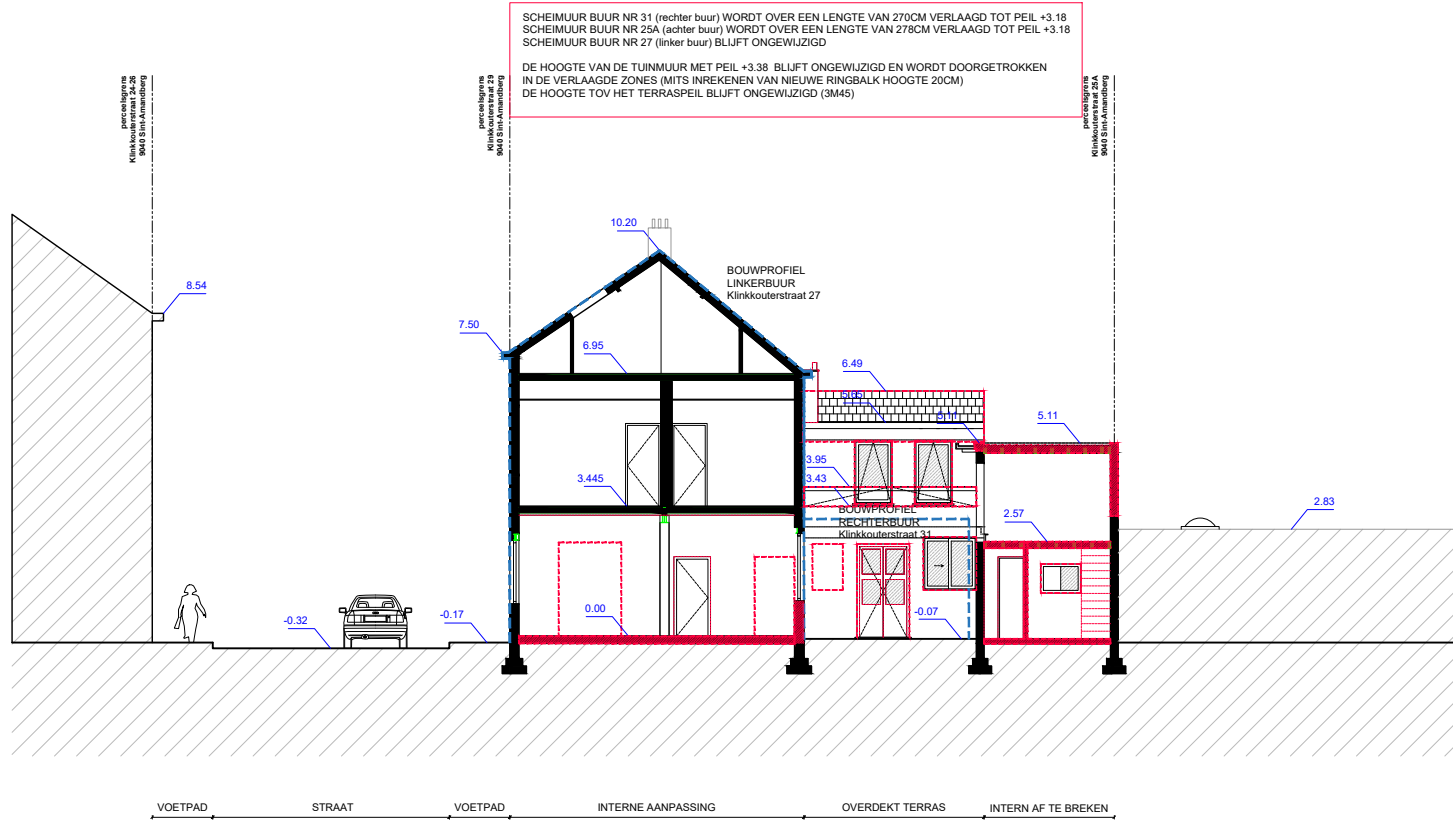 SCHEIMUUR BUUR NR 31 (rechter buur) WORDT OVER EEN LENGTE VAN 270CM VERLAAGD TOT PEIL +3.18
SCHEIMUUR BUUR NR 25A (achter buur) WORDT OVER EEN LENGTE VAN 278CM VERLAAGD TOT PEIL +3.18
SCHEIMUUR BUUR NR 27 (linker buur) BLIJFT ONGEWIJZIGD
DE HOOGTE VAN DE TUINMUUR MET PEIL +3.38 BLIJFT ONGEWIJZIGD EN WORDT DOORGETROKKEN
IN DE VERLAAGDE ZONES (MITS INREKENEN VAN NIEUWE RINGBALK HOOGTE 20CM)
DE HOOGTE TOV HET TERRASPEIL BLIJFT ONGEWIJZIGD (3M45)
perceelsgrens
Klinkkouterstraat 24-26
9040 Sint-Amandberg
perceelsgrens
Klinkkouterstraat 29
9040 Sint-Amandberg
perceelsgrens
Klinkkouterstraat 25A
9040 Sint-Amandberg
10.20
BOUWPROFIEL
LINKERBUUR
Klinkkouterstraat 27
8.54
7.50
6.95
6.49
5.65
5.11
5.11
3.95
3.445
3.43
BOUWPROFIEL
RECHTERBUUR
Klinkkouterstraat 31
2.57
2.83
0.00
-0.07
-0.17
-0.32
VOETPAD
STRAAT
VOETPAD
INTERNE AANPASSING
OVERDEKT TERRAS
INTERN AF TE BREKEN